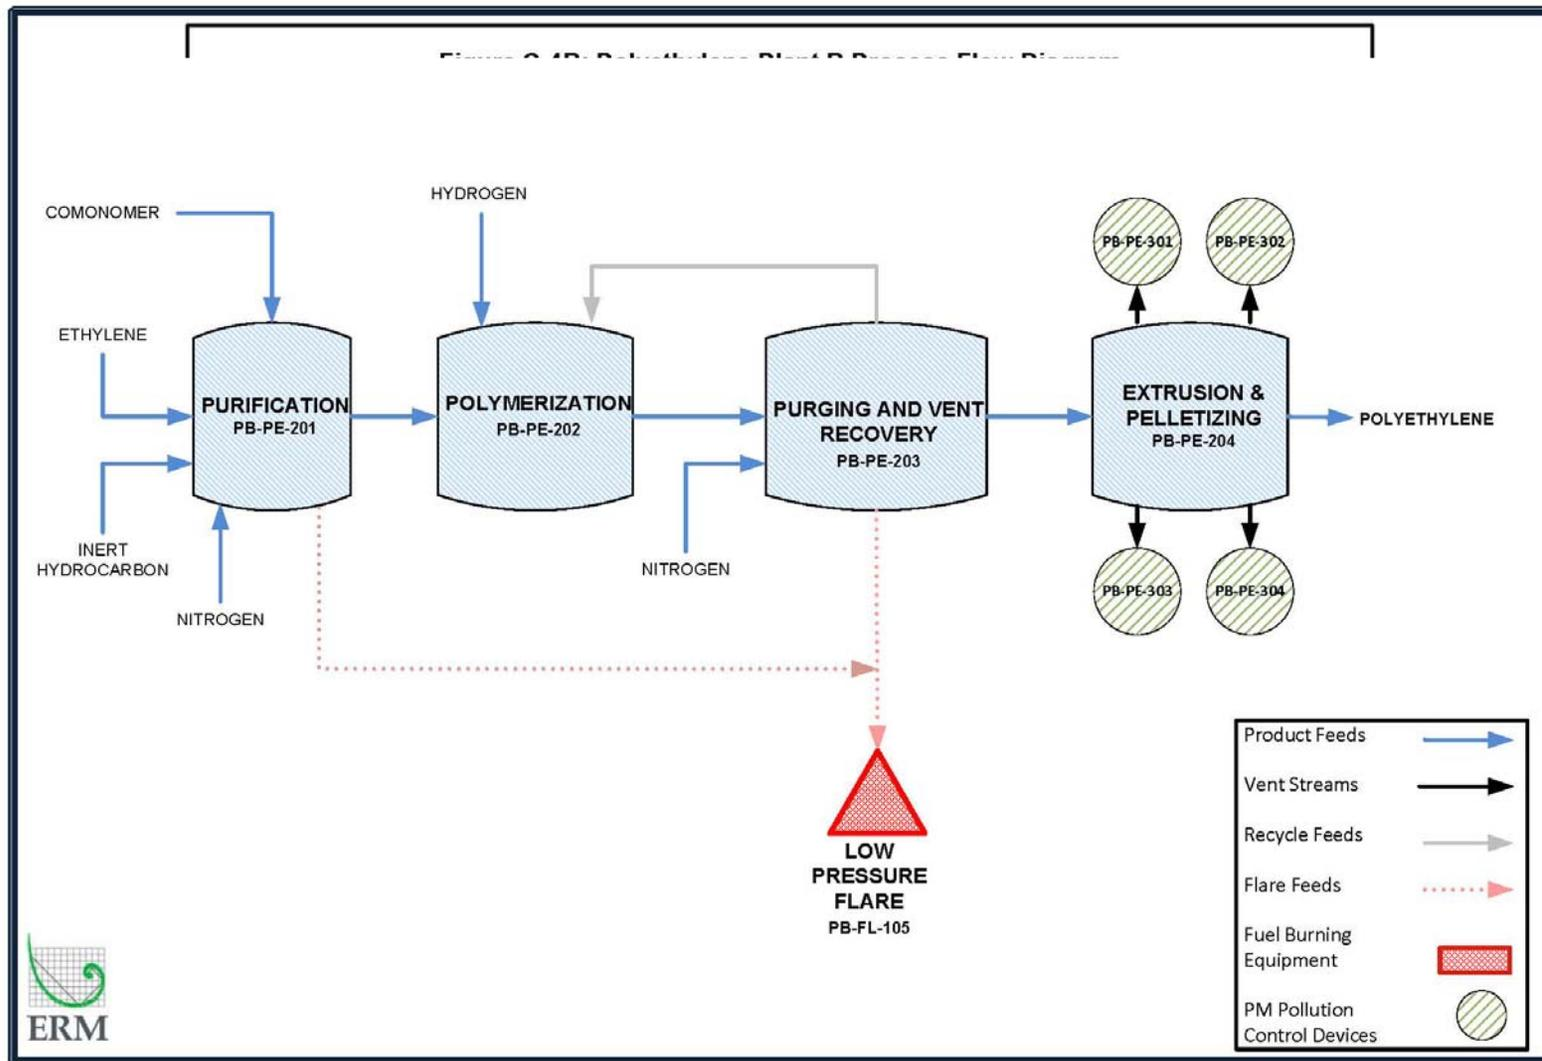 HYDROGEN
COMONOMER
PB-PE-301
PB-PE-302
ETHYLENE
PURIFICATION
PB-PE-201
POLYMERIZATION
PB-PE-202
PURGING AND VENT
RECOVERY
PB-PE-203
EXTRUSION &
PELLETIZING
PB-PE-204
POLYETHYLENE
INERT
HYDROCARBON
NITROGEN
NITROGEN
PB-PE-303
PB-PE-304
LOW
PRESSURE
FLARE
PB-FL-105
Product Feeds
Vent Streams
Recycle Feeds
Flare Feeds
Fuel Burning
Equipment
PM Pollution
Control Devices
ERM